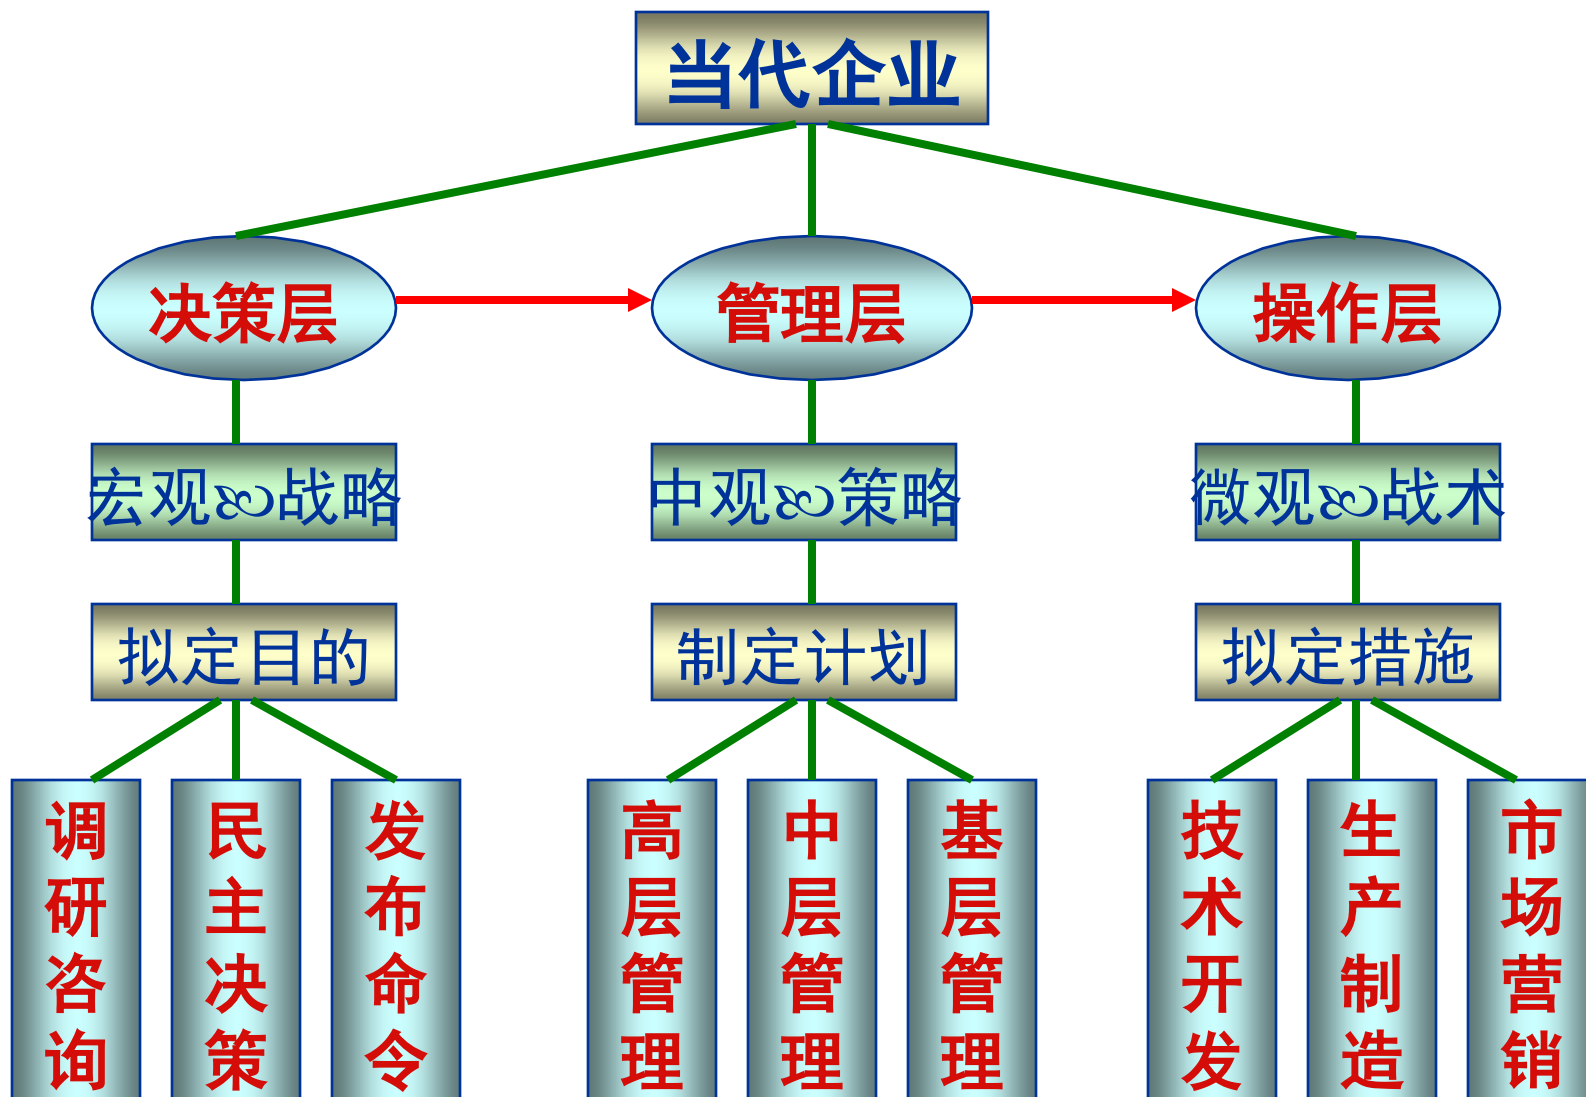 当代企业
决策层
管理层
操作层
宏观&战略
中观&策略
微观&战术
拟定目的
制定计划
拟定措施
调研咨询
民主决策
发布命令
高层管理
中层管理
基层管理
技术开发
生产制造
市场营销